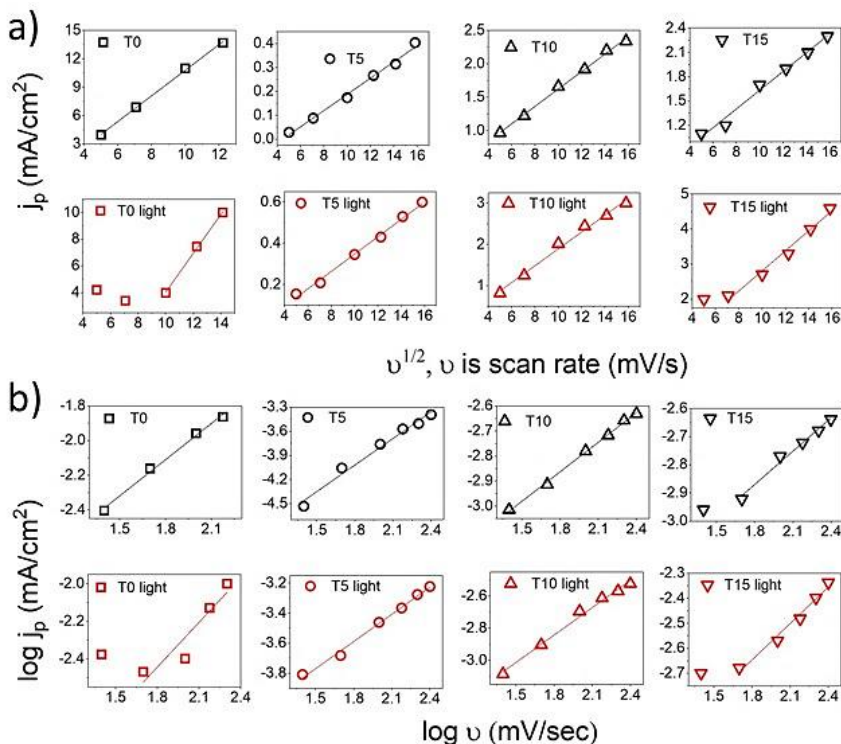 a)
j_p (mA/cm²)
15
12
9
6
3
T0
4 6 8 10 12
0.4
0.3
0.2
0.1
0.0
T5
4 6 8 10 12 14 16
2.5
2.0
1.5
1.0
T10
4 6 8 10 12 14 16
2.4
2.1
1.8
1.5
1.2
T15
4 6 8 10 12 14 16
10
8
6
4
T0 light
4 6 8 10 12 14
0.6
0.4
0.2
T5 light
4 6 8 10 12 14 16
3
2
1
T10 light
4 6 8 10 12 14 16
5
4
3
2
T15 light
4 6 8 10 12 14 16
υ^1/2, υ is scan rate (mV/s)
b)
log j_p (mA/cm²)
-1.8
-2.0
-2.2
-2.4
T0
1.5 1.8 2.1
-3.3
-3.6
-3.9
-4.2
-4.5
T5
1.5 1.8 2.1 2.4
-2.6
-2.7
-2.8
-2.9
-3.0
T10
1.5 1.8 2.1 2.4
-2.6
-2.7
-2.8
-2.9
-3.0
T15
1.5 1.8 2.1 2.4
-2.0
-2.2
-2.4
T0 light
1.5 1.8 2.1
-3.2
-3.4
-3.6
-3.8
T5 light
1.5 1.8 2.1 2.4
-2.6
-2.8
-3.0
T10 light
1.5 1.8 2.1 2.4
-2.3
-2.4
-2.5
-2.6
-2.7
T15 light
1.5 1.8 2.1 2.4
log υ (mV/sec)